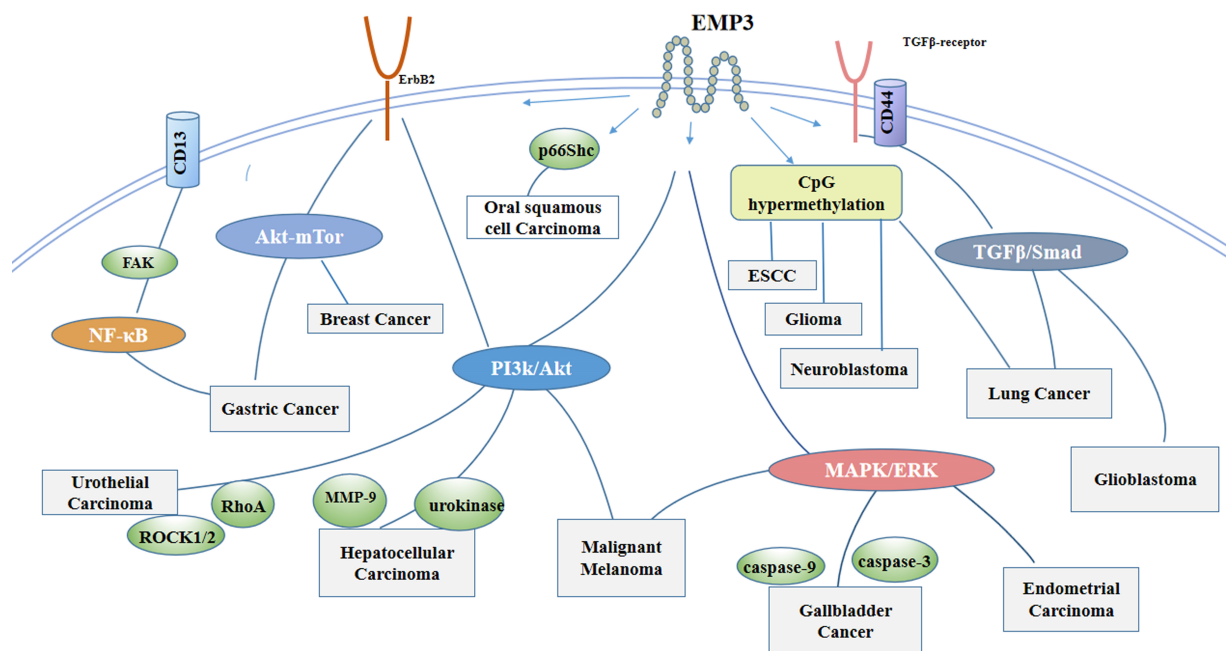 EMP3
TGFβ-receptor
ErbB2
CD13
CD44
p66Shc
CpG
hypermethylation
Oral squamous
cell Carcinoma
Akt-mTor
TGFβ/Smad
FAK
ESCC
Breast Cancer
Glioma
NF-κB
PI3k/Akt
Neuroblastoma
Lung Cancer
Gastric Cancer
MAPK/ERK
Glioblastoma
Urothelial
Carcinoma
RhoA
ROCK1/2
MMP-9
urokinase
Hepatocellular
Carcinoma
Malignant
Melanoma
caspase-9
caspase-3
Gallbladder
Cancer
Endometrial
Carcinoma